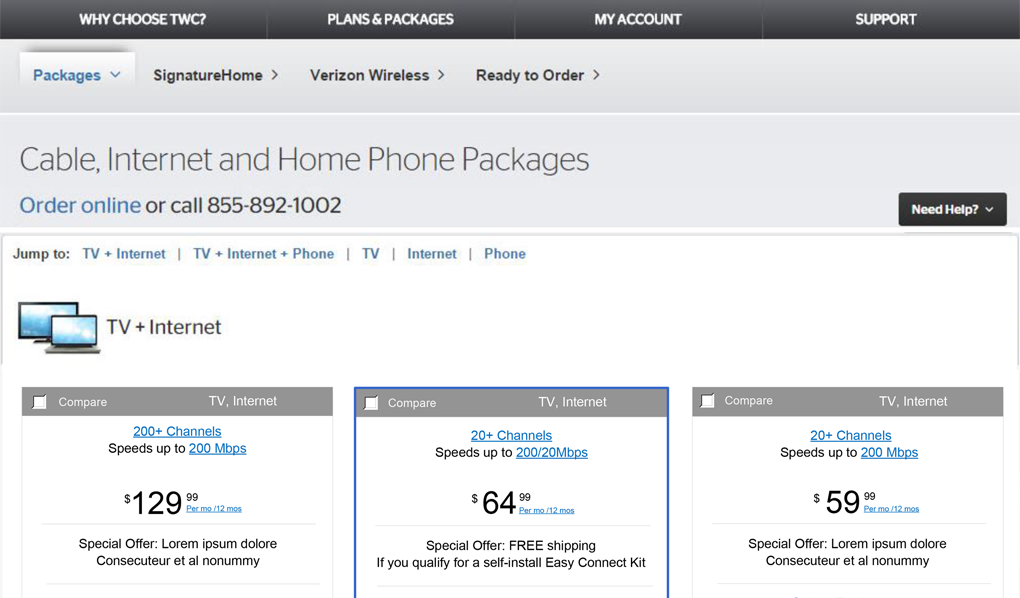 WHY CHOOSE TWC? PLANS & PACKAGES MY ACCOUNT SUPPORT
Packages SignatureHome Verizon Wireless Ready to Order
Cable, Internet and Home Phone Packages
Order online or call 855-892-1002
Need Help?
Jump to: TV + Internet | TV + Internet + Phone | TV | Internet | Phone
TV + Internet
Compare TV, Internet
200+ Channels
Speeds up to 200 Mbps
$129 99
Per mo /12 mos
Special Offer: Lorem ipsum dolore
Consecuteur et al nonummy
Compare TV, Internet
20+ Channels
Speeds up to 200/20Mbps
$64 99
Per mo /12 mos
Special Offer: FREE shipping
If you qualify for a self-install Easy Connect Kit
Compare TV, Internet
20+ Channels
Speeds up to 200 Mbps
$59 99
Per mo /12 mos
Special Offer: Lorem ipsum dolore
Consecuteur et al nonummy